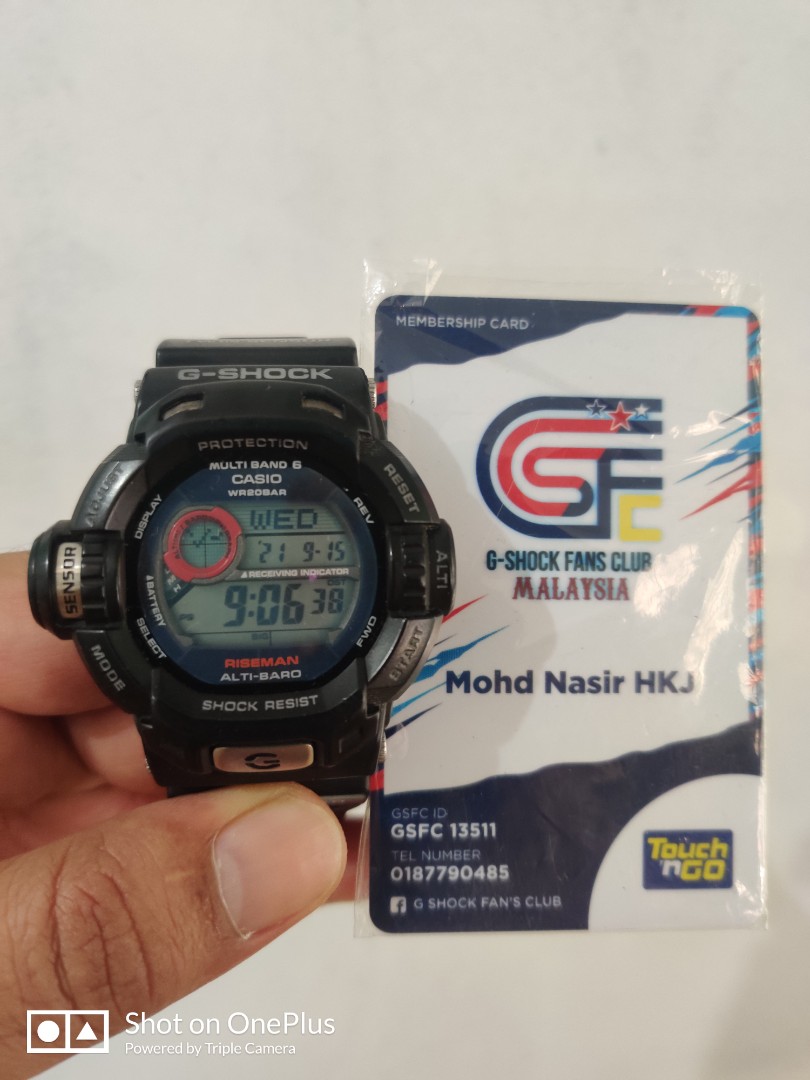 G-SHOCK
PROTECTION
MULTI BAND 6
CASIO
WR20BAR
ADJUST
DISPLAY
RESET
REV
WED
'21 9-15
RECEIVING INDICATOR
DST
9:06 38
SIG
SENSOR
BATTERY
SELECT
MODE
ALTI
START
FWD
RISEMAN
ALTI-BARO
SHOCK RESIST
G
MEMBERSHIP CARD
GSFC
G-SHOCK FANS CLUB
MALAYSIA
Mohd Nasir HKJ
GSFC ID
GSFC 13511
TEL NUMBER
0187790485
G SHOCK FAN'S CLUB
Touch
'n GO
Shot on OnePlus
Powered by Triple Camera